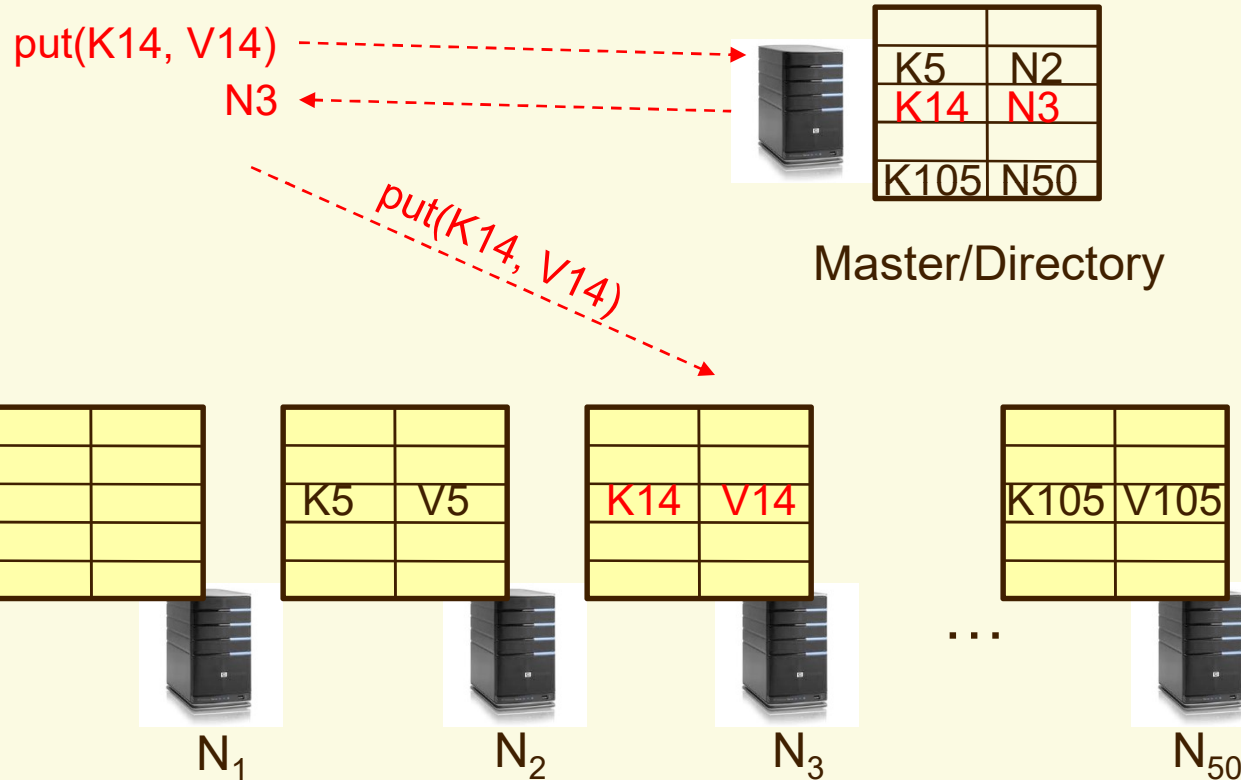 put(K14, V14)
N3
K5 N2
K14 N3
K105 N50
Master/Directory
put(K14, V14)
K5 V5
K14 V14
K105 V105
...
N1
N2
N3
N50